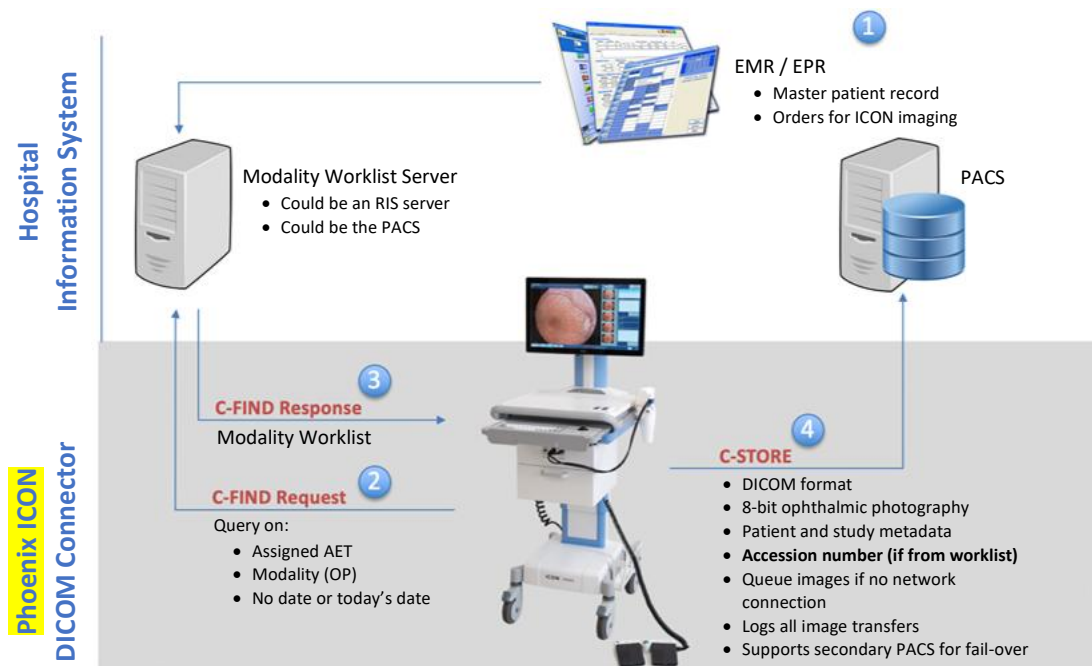 1
EMR / EPR
• Master patient record
• Orders for ICON imaging
Hospital
Information System
Modality Worklist Server
• Could be an RIS server
• Could be the PACS
PACS
3
C-FIND Response
Modality Worklist
2
C-FIND Request
Query on:
• Assigned AET
• Modality (OP)
• No date or today's date
4
C-STORE
• DICOM format
• 8-bit ophthalmic photography
• Patient and study metadata
• Accession number (if from worklist)
• Queue images if no network
connection
• Logs all image transfers
• Supports secondary PACS for fail-over
Phoenix ICON
DICOM Connector